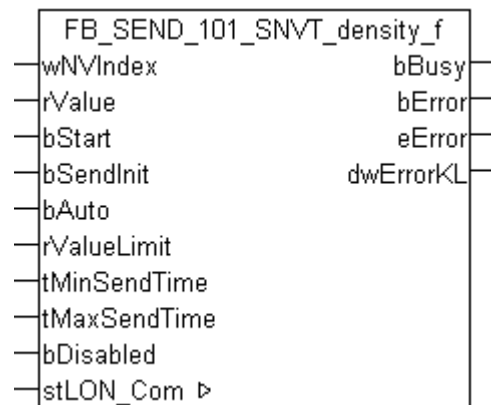 FB_SEND_101_SNVT_density_f
wNVIndex bBusy
rValue bError
bStart eError
bSendInit dwErrorKL
bAuto
rValueLimit
tMinSendTime
tMaxSendTime
bDisabled
stLON_Com ▷